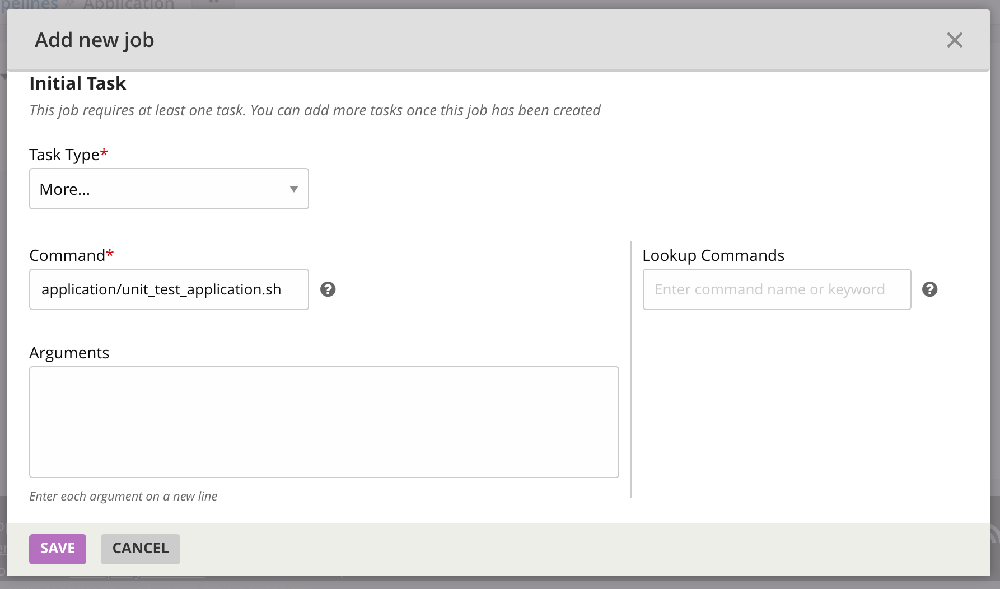 pelines » Application
Add new job
Initial Task
This job requires at least one task. You can add more tasks once this job has been created
Task Type*
More...
Command*
application/unit_test_application.sh
Lookup Commands
Enter command name or keyword
Arguments
Enter each argument on a new line
SAVE
CANCEL